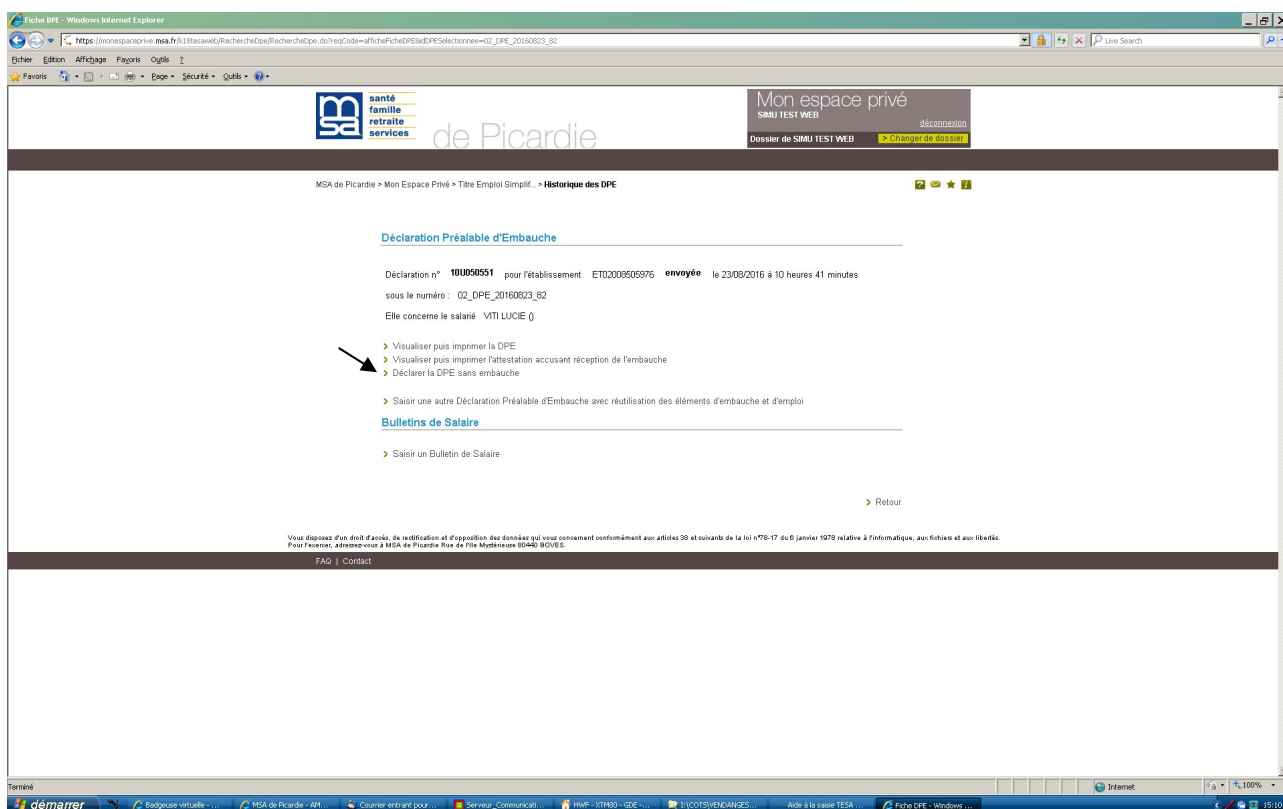 Fiche DPE - Windows Internet Explorer
https://monespaceprive.msa.fr/k18tesaweb/RechercheDpe/RechercheDpe.do?reqCode=afficheFicheDPE&idDPESelectionnee=02_DPE_20160823_82
Live Search
Fichier Edition Affichage Favoris Outils ?
Favoris Page Sécurité Outils
msa
santé
famille
retraite
services
de Picardie
Mon espace privé
SIMU TEST WEB
déconnexion
Dossier de SIMU TEST WEB > Changer de dossier
MSA de Picardie > Mon Espace Privé > Titre Emploi Simplif... > Historique des DPE
Déclaration Préalable d'Embauche
Déclaration n° 10U050551 pour l'établissement ET02008505976 envoyée le 23/08/2016 à 10 heures 41 minutes
sous le numéro : 02_DPE_20160823_82
Elle concerne le salarié VITI LUCIE ()
> Visualiser puis imprimer la DPE
> Visualiser puis imprimer l'attestation accusant réception de l'embauche
> Déclarer la DPE sans embauche
> Saisir une autre Déclaration Préalable d'Embauche avec réutilisation des éléments d'embauche et d'emploi
Bulletins de Salaire
> Saisir un Bulletin de Salaire
> Retour
Vous disposez d'un droit d'accès, de rectification et d'opposition des données qui vous concernent conformément aux articles 38 et suivants de la loi n°78-17 du 6 janvier 1978 relative à l'informatique, aux fichiers et aux libertés.
Pour l'exercer, adressez-vous à MSA de Picardie Rue de l'Ile Mystérieuse 80440 BOVES.
FAQ | Contact
Terminé Internet 100%
démarrer Badgeuse virtuelle - ... MSA de Picardie - AM... Courrier entrant pour... Serveur_Communicati... HWF - XTM80 - GDE -... I:\COTS\VENDANGES... Aide à la saisie TESA ... Fiche DPE - Windows ... 15:10